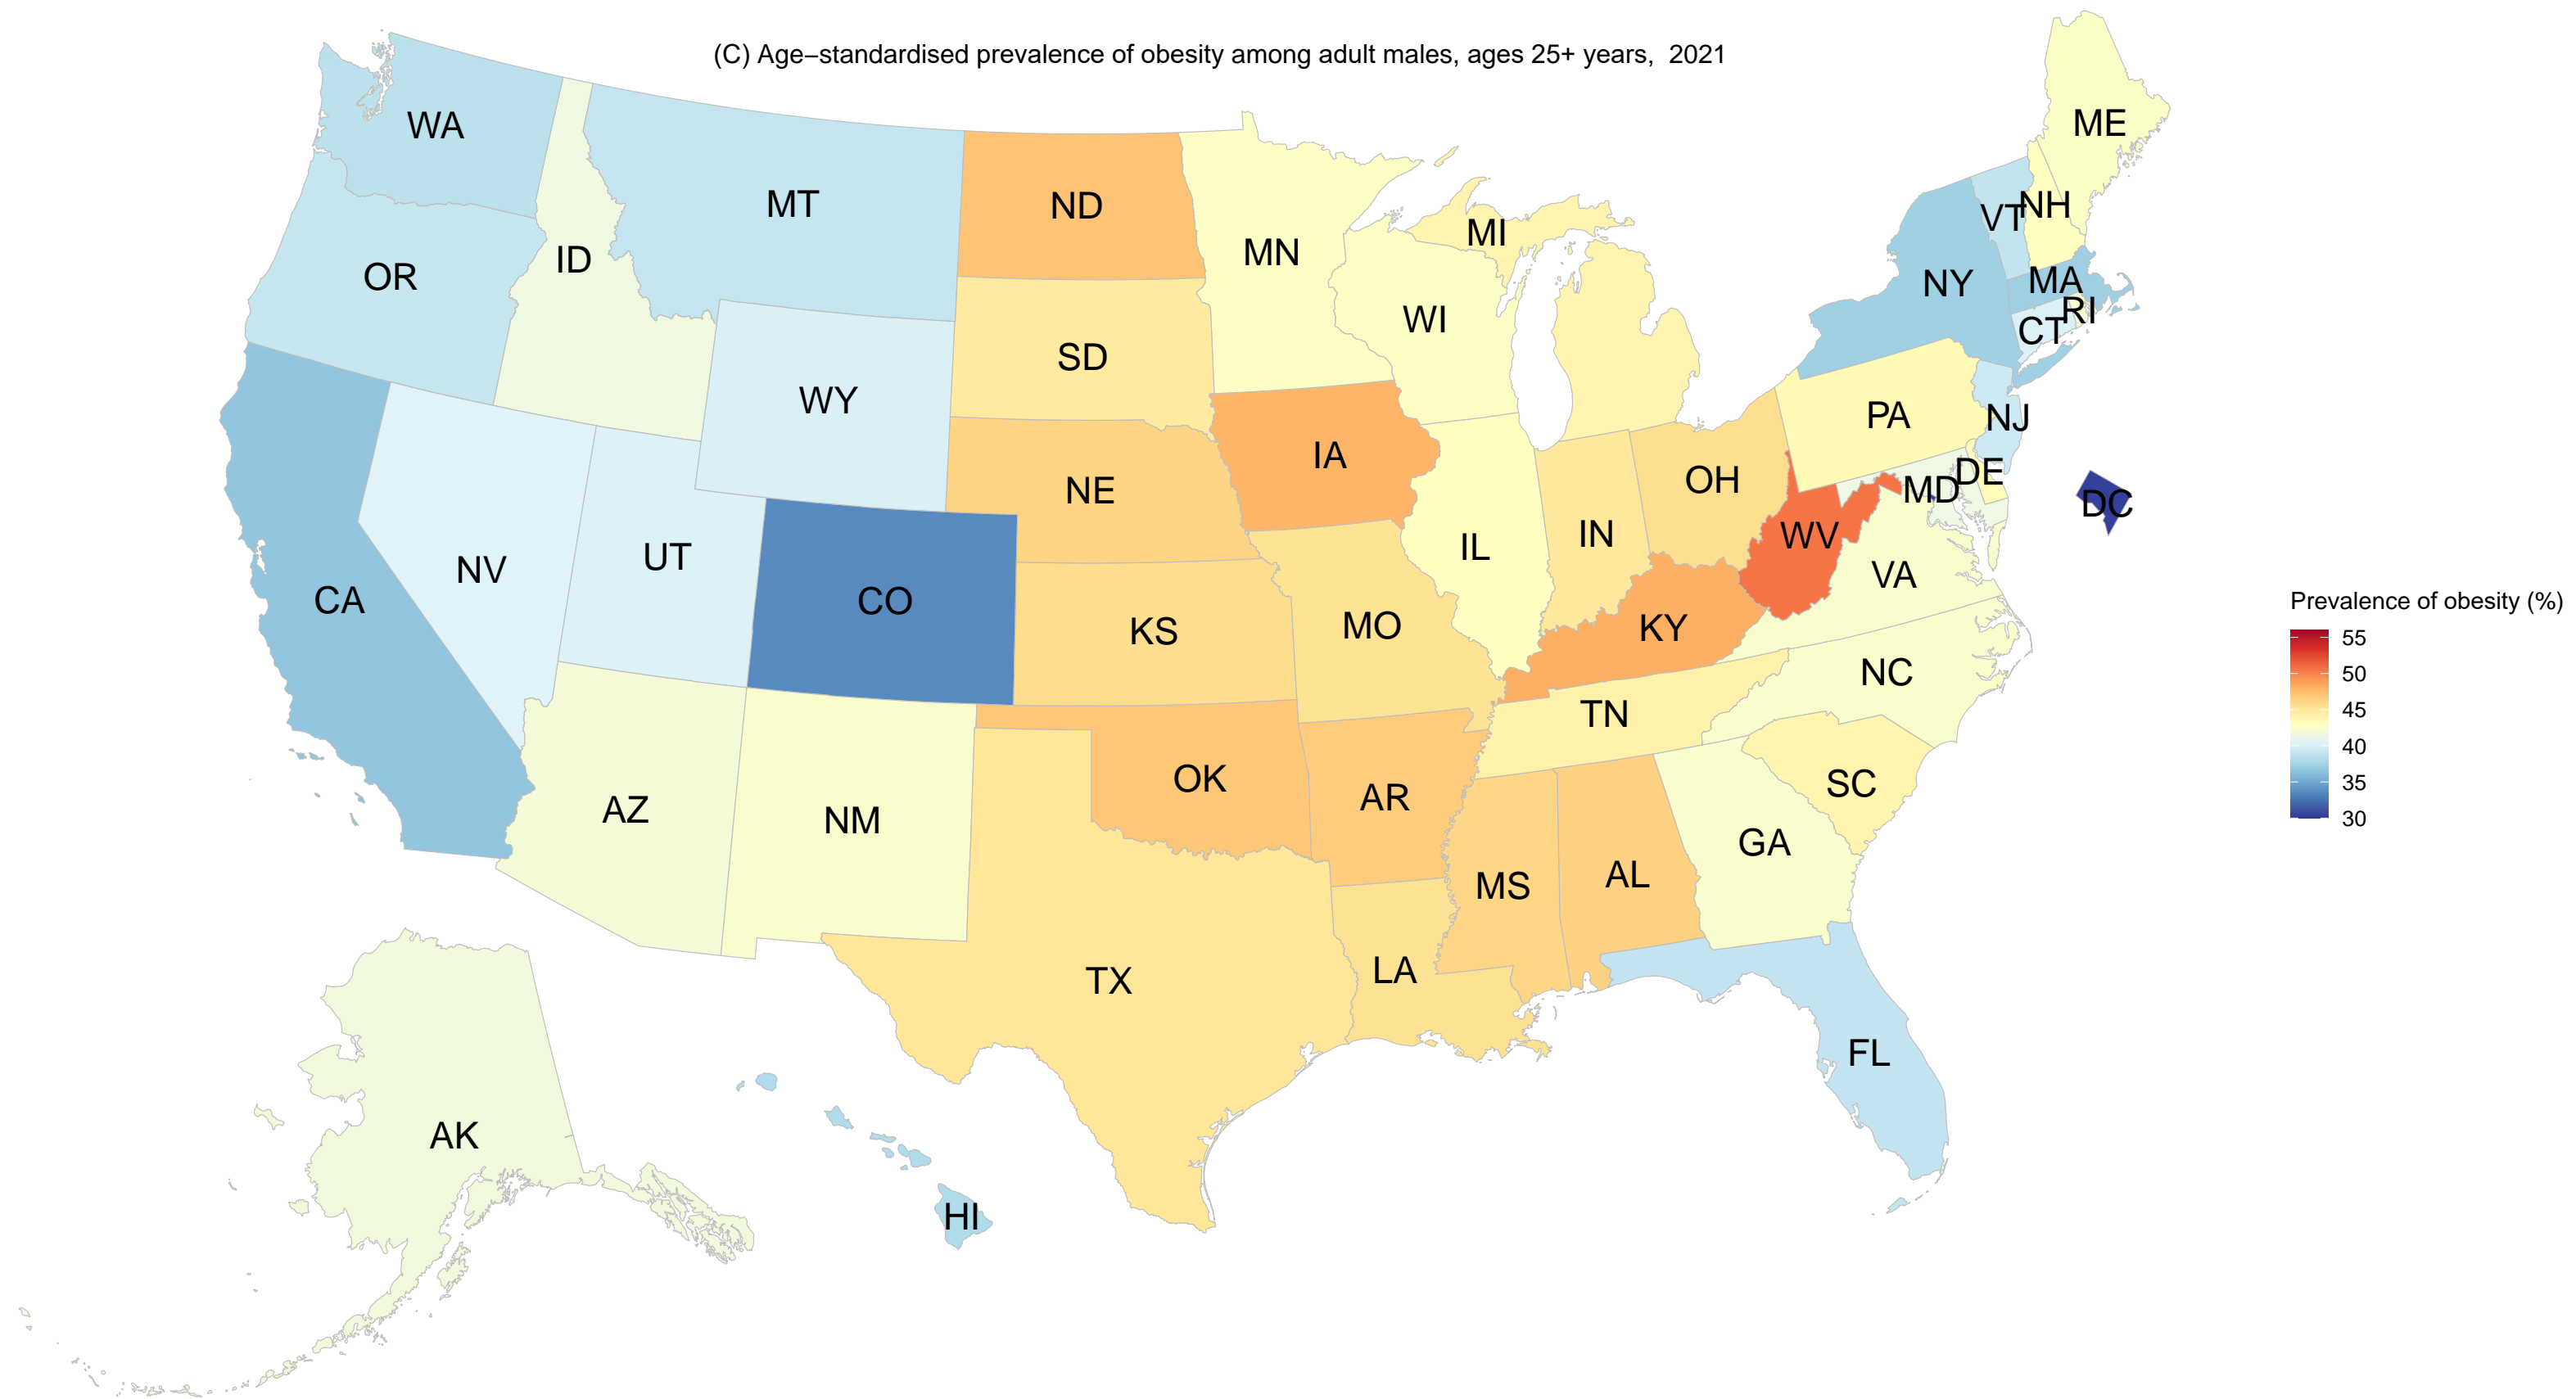 (C) Age−standardised prevalence of obesity among adult males, ages 25+ years,  2021
ME
WA
MT
ND
NH
VT
MI
MN
ID
OR
MA
NY
RI
WI
CT
SD
WY
PA
NJ
IA
DE
OH
NE
MD
DC
WV
IN
IL
UT
NV
VA
CA
CO
MO
KY
KS
NC
TN
OK
SC
AR
AZ
NM
GA
AL
MS
LA
TX
FL
AK
HI
Prevalence of obesity (%)
55
50
45
40
35
30